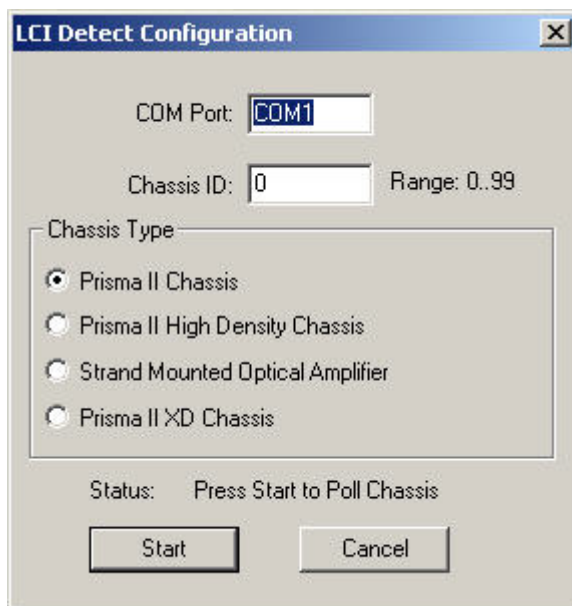 LCI Detect Configuration
COM Port: COM1
Chassis ID: 0 Range: 0..99
Chassis Type
Prisma II Chassis
Prisma II High Density Chassis
Strand Mounted Optical Amplifier
Prisma II XD Chassis
Status: Press Start to Poll Chassis
Start Cancel